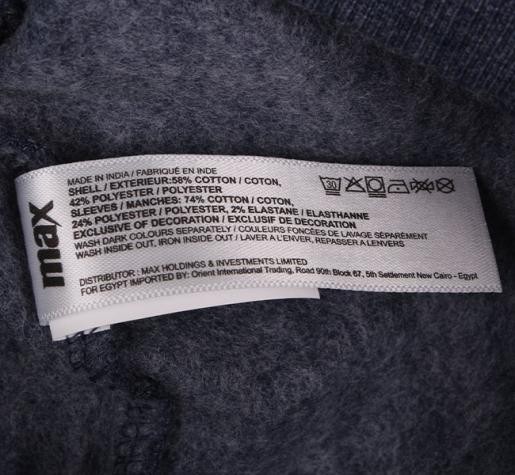 max
MADE IN INDIA / FABRIQUÉ EN INDE
SHELL / EXTERIEUR:58% COTTON / COTON,
42% POLYESTER / POLYESTER
SLEEVES / MANCHES: 74% COTTON / COTON,
24% POLYESTER / POLYESTER, 2% ELASTANE / ELASTHANNE
EXCLUSIVE OF DECORATION / EXCLUSIF DE DECORATION
WASH DARK COLOURS SEPARATELY / COULEURS FONCÉES DE LAVAGE SÉPARÉMENT
WASH INSIDE OUT, IRON INSIDE OUT / LAVER A L'ENVER, REPASSER A L'ENVERS
DISTRIBUTOR : MAX HOLDINGS & INVESTMENTS LIMITED
FOR EGYPT IMPORTED BY: Orient International Trading, Road 90th Block 67, 5th Settlement New Cairo - Egypt
30